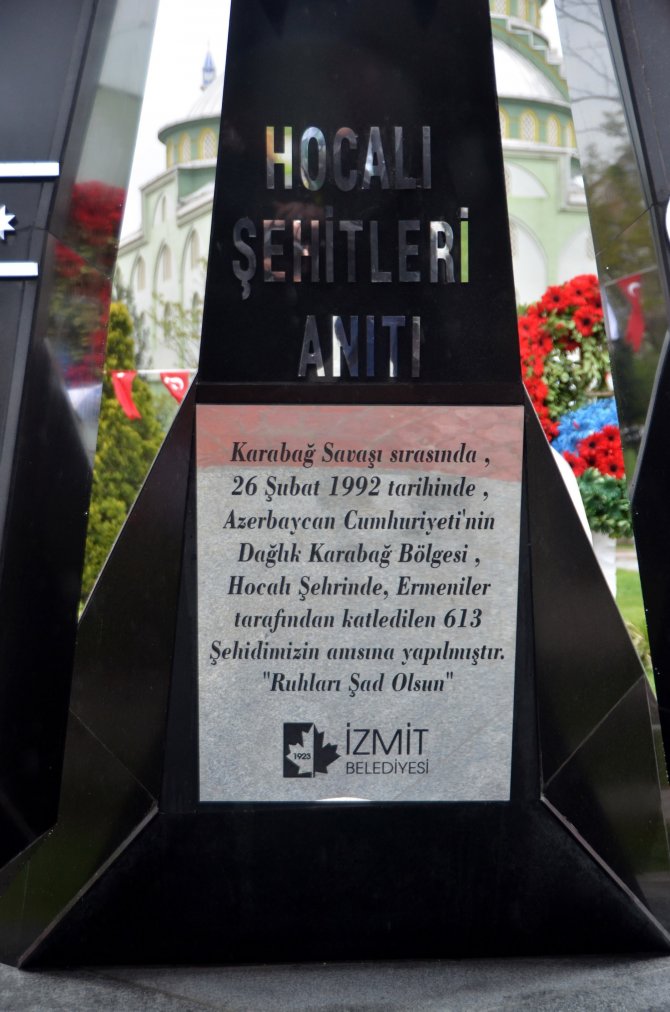 HOCALI
ŞEHİTLERİ
ANITI
Karabağ Savaşı sırasında ,
26 Şubat 1992 tarihinde ,
Azerbaycan Cumhuriyeti'nin
Dağlık Karabağ Bölgesi ,
Hocalı Şehrinde, Ermeniler
tarafından katledilen 613
Şehidimizin anısına yapılmıştır.
"Ruhları Şad Olsun"
1923
İZMİT
BELEDİYESİ